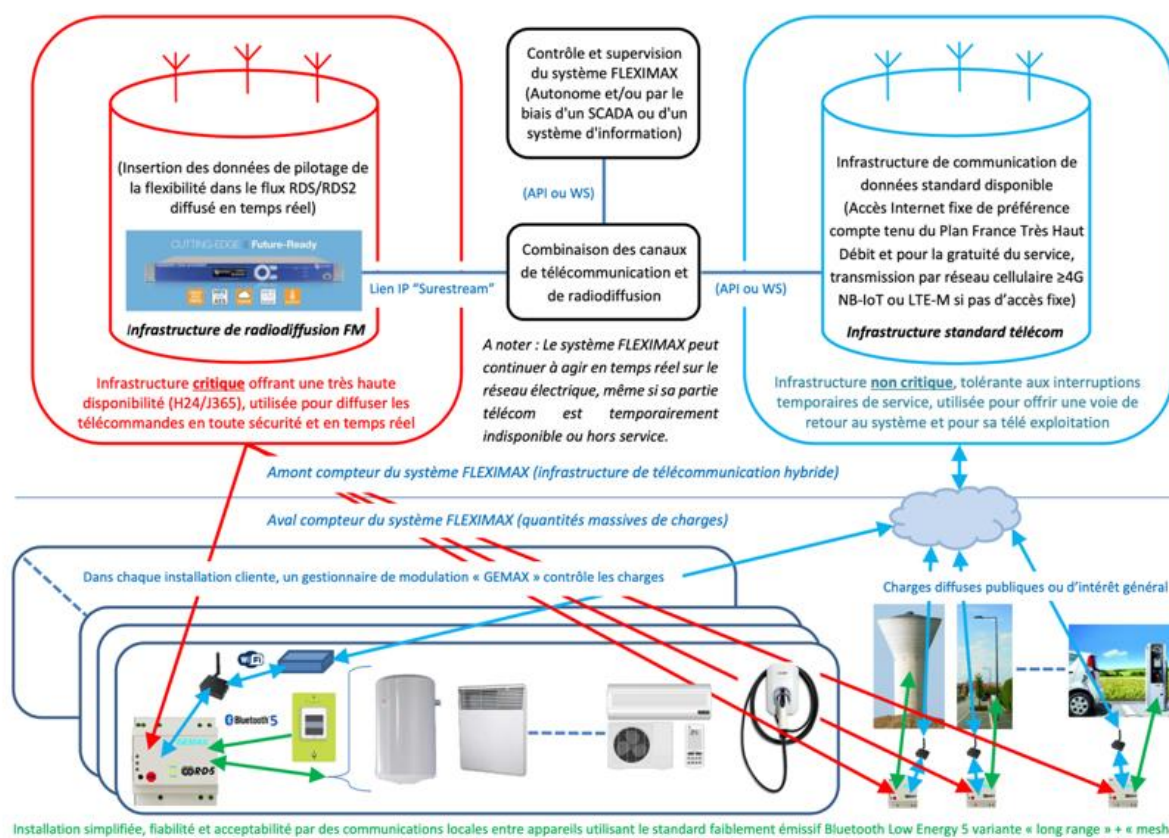 Contrôle et supervision
du système FLEXIMAX
(Autonome et/ou par le
biais d'un SCADA ou d'un
système d'information)
(Insertion des données de pilotage de
la flexibilité dans le flux RDS/RDS2
diffusé en temps réel)
CUTTING-EDGE Future-Ready
Infrastructure de radiodiffusion FM
Infrastructure critique offrant une très haute
disponibilité (H24/J365), utilisée pour diffuser les
télécommandes en toute sécurité et en temps réel
(API ou WS)
Lien IP “Surestream”
Combinaison des canaux
de télécommunication et
de radiodiffusion
(API ou WS)
A noter : Le système FLEXIMAX peut
continuer à agir en temps réel sur le
réseau électrique, même si sa partie
télécom est temporairement
indisponible ou hors service.
Infrastructure de communication de
données standard disponible
(Accès Internet fixe de préférence
compte tenu du Plan France Très Haut
Débit et pour la gratuité du service,
transmission par réseau cellulaire ≥4G
NB-IoT ou LTE-M si pas d'accès fixe)
Infrastructure standard télécom
Infrastructure non critique, tolérante aux interruptions
temporaires de service, utilisée pour offrir une voie de
retour au système et pour sa télé exploitation
Amont compteur du système FLEXIMAX (infrastructure de télécommunication hybride)
Aval compteur du système FLEXIMAX (quantités massives de charges)
Dans chaque installation cliente, un gestionnaire de modulation « GEMAX » contrôle les charges
Charges diffuses publiques ou d’intérêt général
Wi Fi
Bluetooth 5
GEMAX
RDS
Installation simplifiée, fiabilité et acceptabilité par des communications locales entre appareils utilisant le standard faiblement émissif Bluetooth Low Energy 5 variante « long range » + « mesh